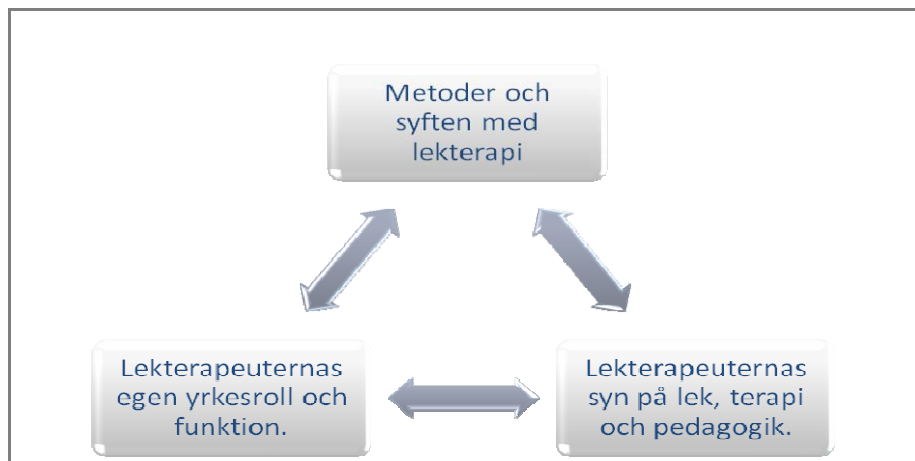 Metoder och
syften med
lekterapi
Lekterapeuternas
egen yrkesroll och
funktion.
Lekterapeuternas
syn på lek, terapi
och pedagogik.